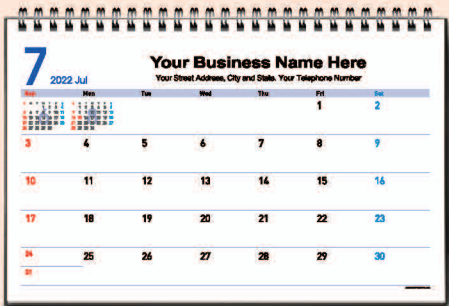 7 2022 Jul
Your Business Name Here
Your Street Address, City and State. Your Telephone Number
Sun Mon Tue Wed Thu Fri Sat
1 2
3 4 5 6 7 8 9
10 11 12 13 14 15 16
17 18 19 20 21 22 23
24 25 26 27 28 29 30
31